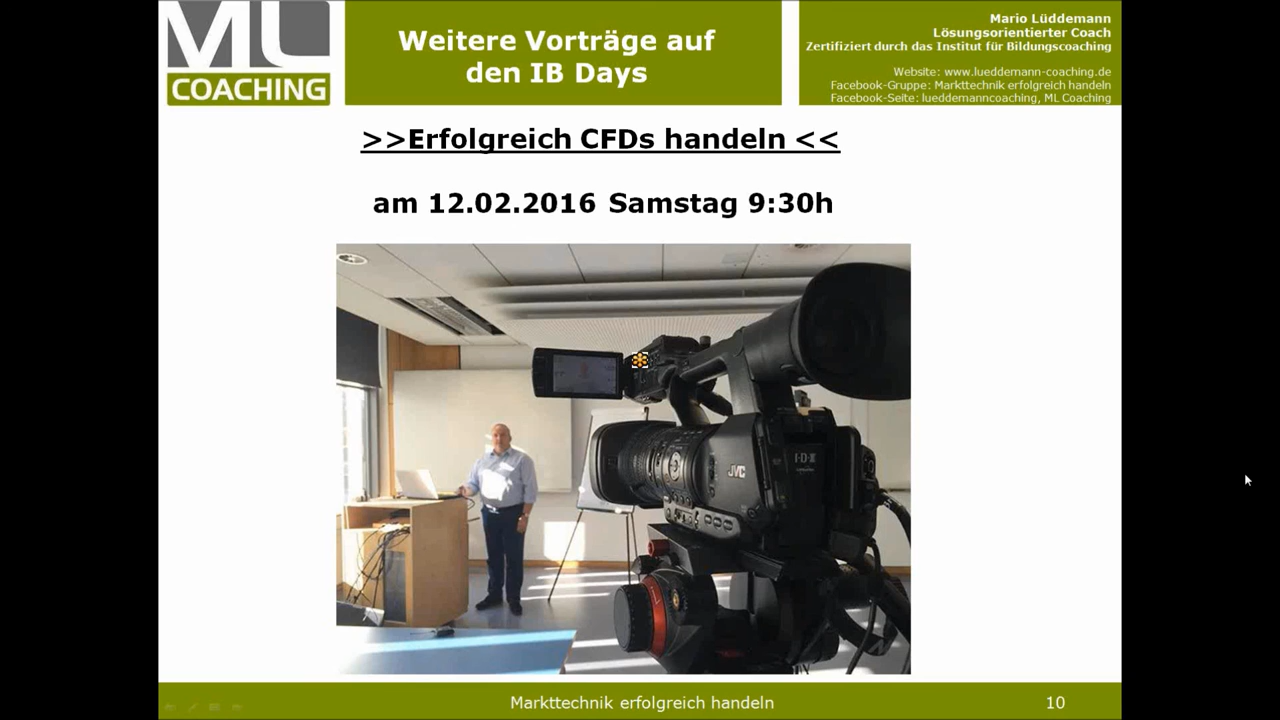 ML
COACHING
Weitere Vorträge auf
den IB Days
Mario Lüddemann
Lösungsorientierter Coach
Zertifiziert durch das Institut für Bildungscoaching
Website: www.lueddemann-coaching.de
Facebook-Gruppe: Markttechnik erfolgreich handeln
Facebook-Seite: lueddemanncoaching, ML Coaching
>>Erfolgreich CFDs handeln <<
am 12.02.2016 Samstag 9:30h
JVC
Markttechnik erfolgreich handeln
10